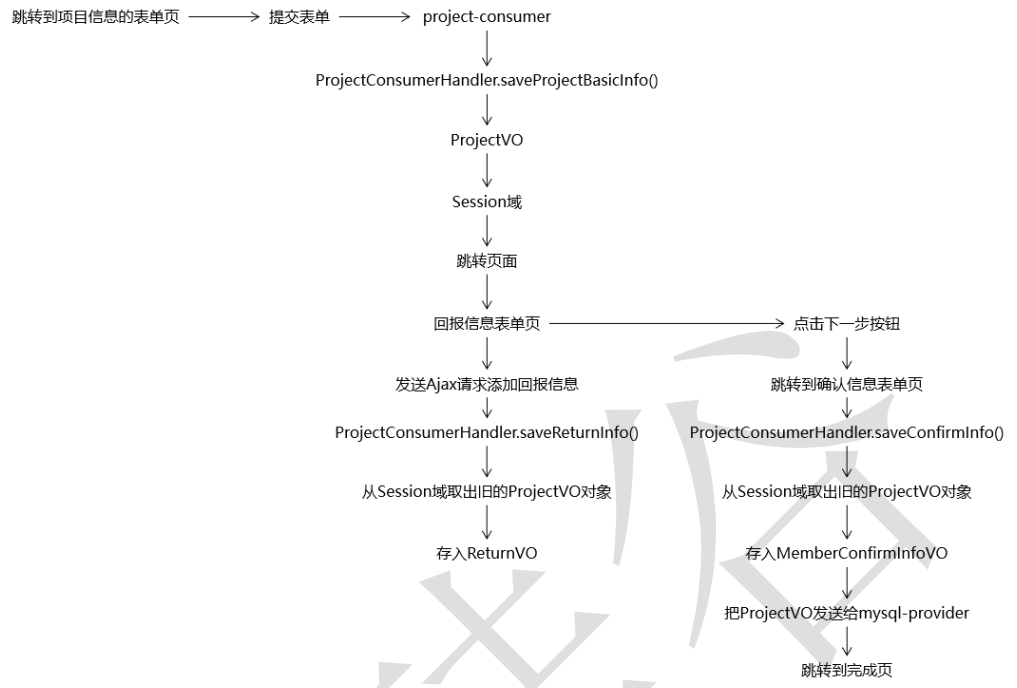 跳转到项目信息的表单页
提交表单
project-consumer
ProjectConsumerHandler.saveProjectBasicInfo()
ProjectVO
Session域
跳转页面
回报信息表单页
点击下一步按钮
发送Ajax请求添加回报信息
跳转到确认信息表单页
ProjectConsumerHandler.saveReturnInfo()
ProjectConsumerHandler.saveConfirmInfo()
从Session域取出旧的ProjectVO对象
从Session域取出旧的ProjectVO对象
存入ReturnVO
存入MemberConfirmInfoVO
把ProjectVO发送给mysql-provider
跳转到完成页